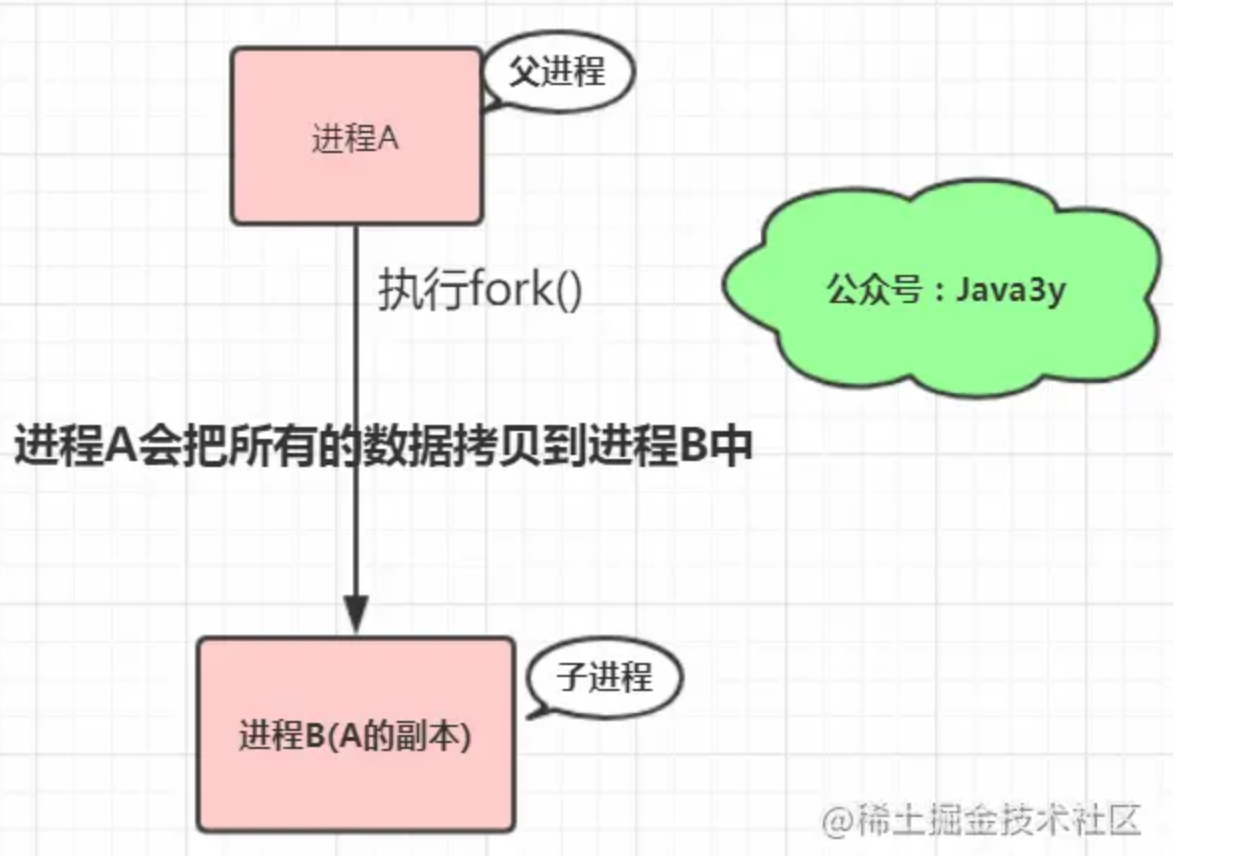 父进程
进程A
执行fork()
公众号：Java3y
进程A会把所有的数据拷贝到进程B中
子进程
进程B(A的副本)
@稀土掘金技术社区